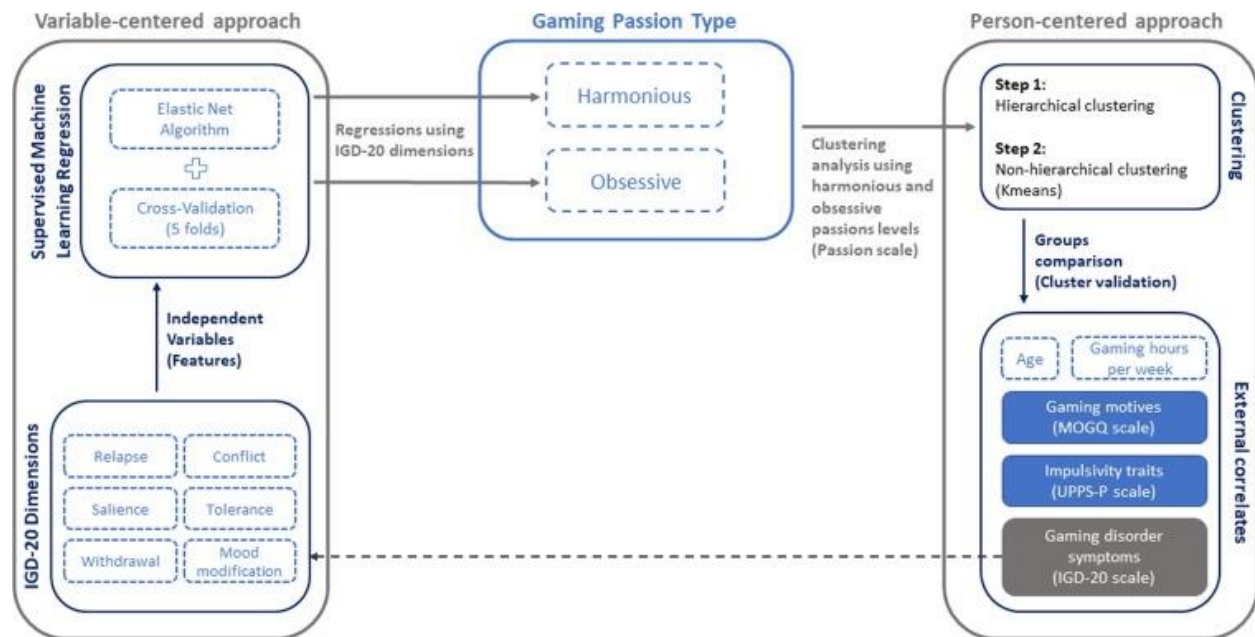 Variable-centered approach
Supervised Machine
Learning Regression
Elastic Net
Algorithm
Cross-Validation
(5 folds)
Independent
Variables
(Features)
IGD-20 Dimensions
Relapse
Conflict
Salience
Tolerance
Withdrawal
Mood
modification
Regressions using
IGD-20 dimensions
Gaming Passion Type
Harmonious
Obsessive
Clustering
analysis using
harmonious and
obsessive
passions levels
(Passion scale)
Person-centered approach
Step 1:
Hierarchical clustering
Step 2:
Non-hierarchical clustering
(Kmeans)
Clustering
Groups
comparison
(Cluster validation)
Age
Gaming hours
per week
Gaming motives
(MOGQ scale)
Impulsivity traits
(UPPS-P scale)
Gaming disorder
symptoms
(IGD-20 scale)
External correlates